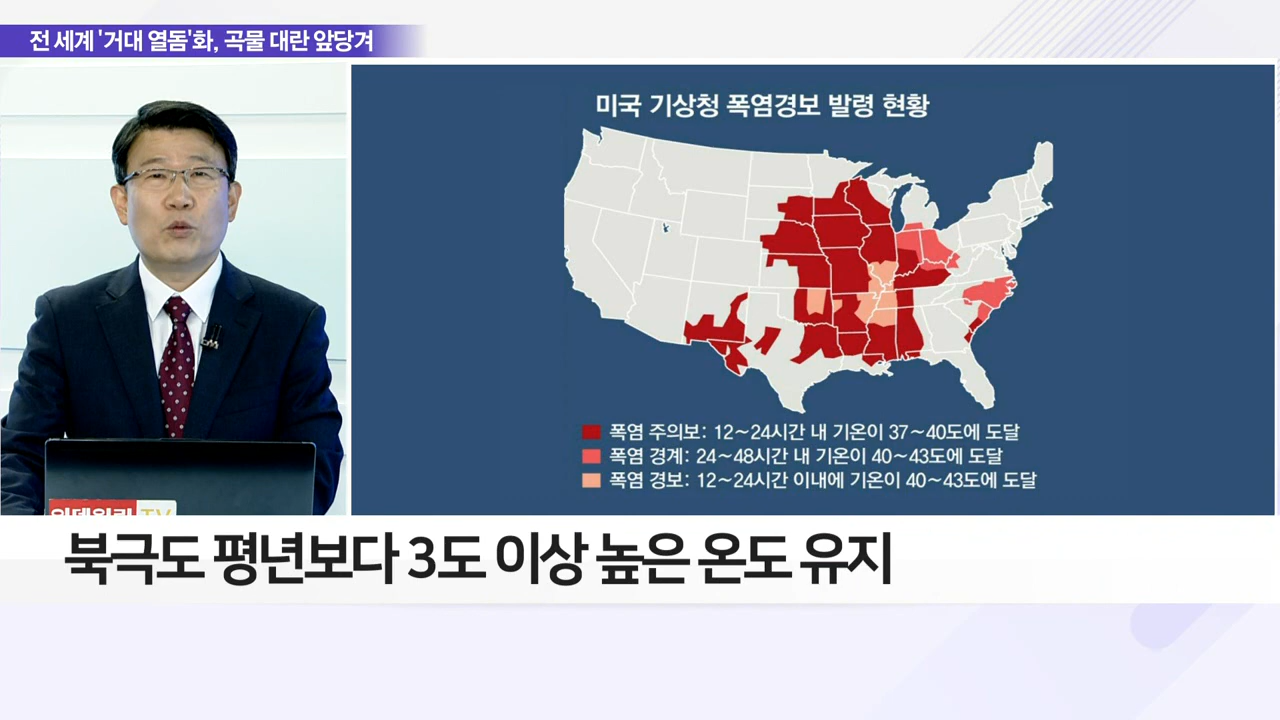 전 세계 '거대 열돔'화, 곡물 대란 앞당겨
미국 기상청 폭염경보 발령 현황
폭염 주의보: 12~24시간 내 기온이 37~40도에 도달
폭염 경계: 24~48시간 내 기온이 40~43도에 도달
폭염 경보: 12~24시간 이내에 기온이 40~43도에 도달
이데일리 TV
북극도 평년보다 3도 이상 높은 온도 유지